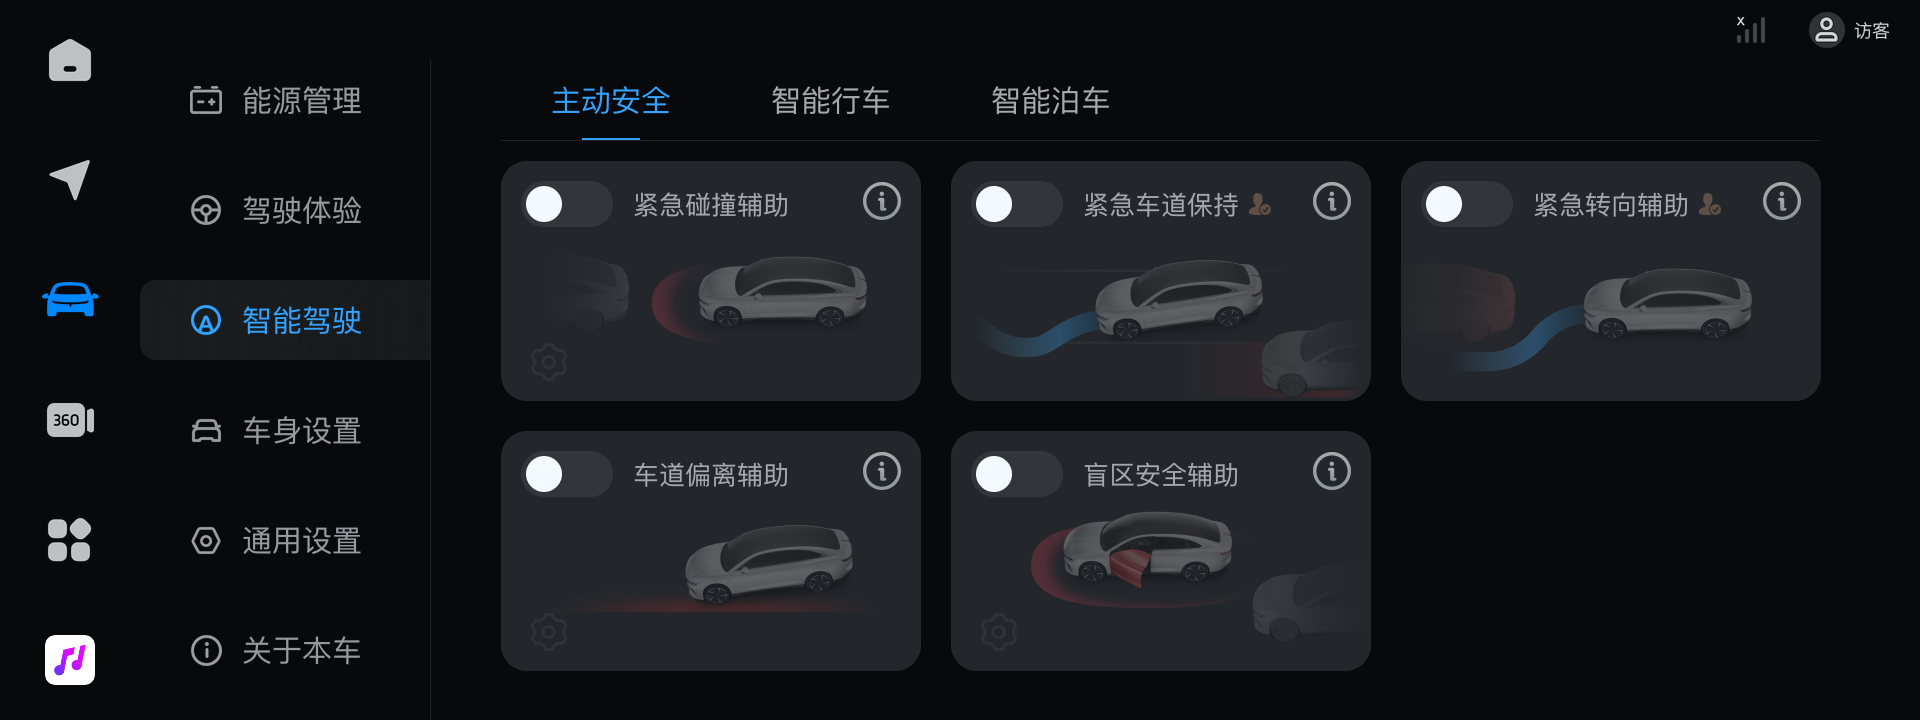 x
访客
能源管理
驾驶体验
智能驾驶
车身设置
通用设置
关于本车
360
主动安全
智能行车
智能泊车
紧急碰撞辅助
紧急车道保持
紧急转向辅助
车道偏离辅助
盲区安全辅助